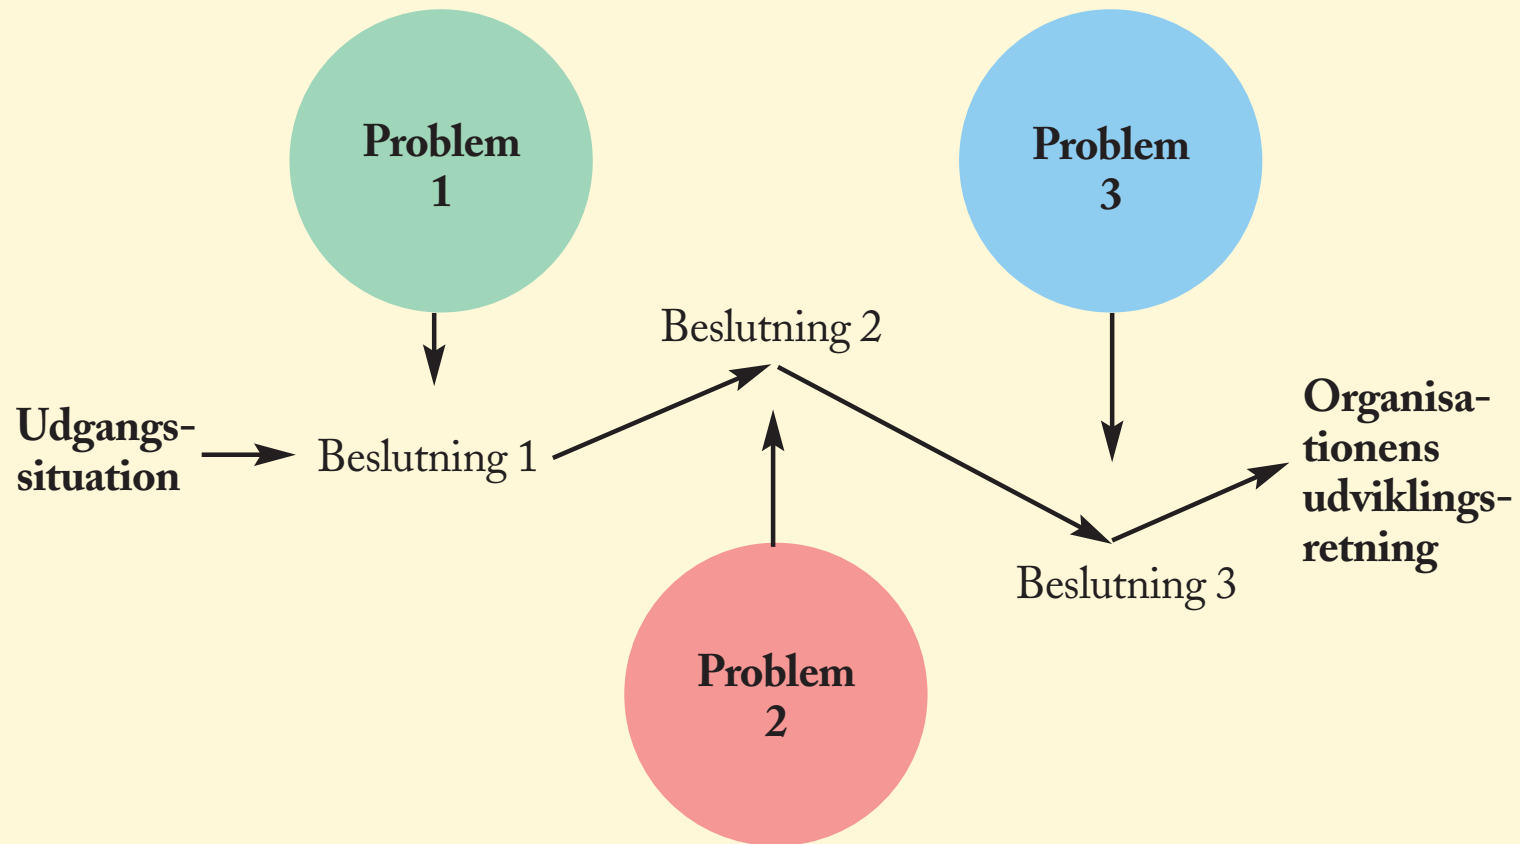 Problem
1
Problem
3
Beslutning 2
Udgangs-
situation
Beslutning 1
Organisa-
tionens
udviklings-
retning
Beslutning 3
Problem
2